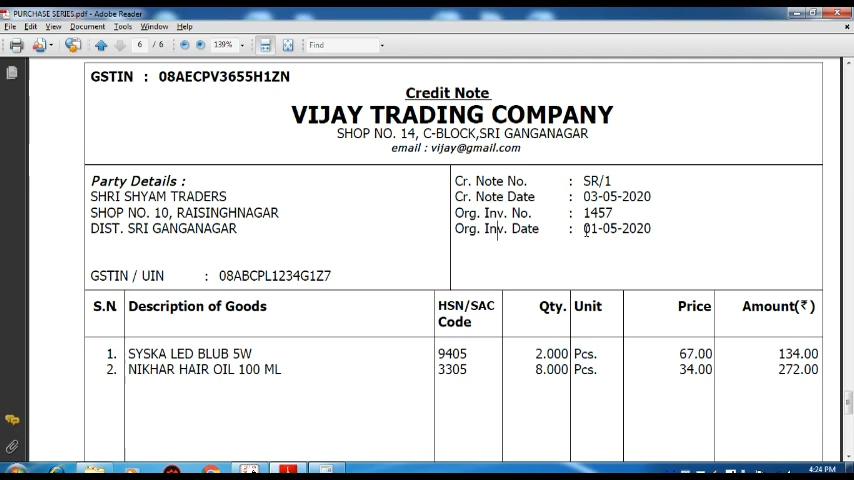 PURCHASE SERIES.pdf - Adobe Reader
File Edit View Document Tools Window Help
6 / 6 139% Find
GSTIN : 08AECPV3655H1ZN
Credit Note
VIJAY TRADING COMPANY
SHOP NO. 14, C-BLOCK,SRI GANGANAGAR
email : vijay@gmail.com
Party Details :
SHRI SHYAM TRADERS
SHOP NO. 10, RAISINGHNAGAR
DIST. SRI GANGANAGAR
GSTIN / UIN : 08ABCPL1234G1Z7
Cr. Note No. : SR/1
Cr. Note Date : 03-05-2020
Org. Inv. No. : 1457
Org. Inv. Date : 01-05-2020
S.N. Description of Goods HSN/SAC Code Qty. Unit Price Amount(₹)
1. SYSKA LED BLUB 5W 9405 2.000 Pcs. 67.00 134.00
2. NIKHAR HAIR OIL 100 ML 3305 8.000 Pcs. 34.00 272.00
4:24 PM